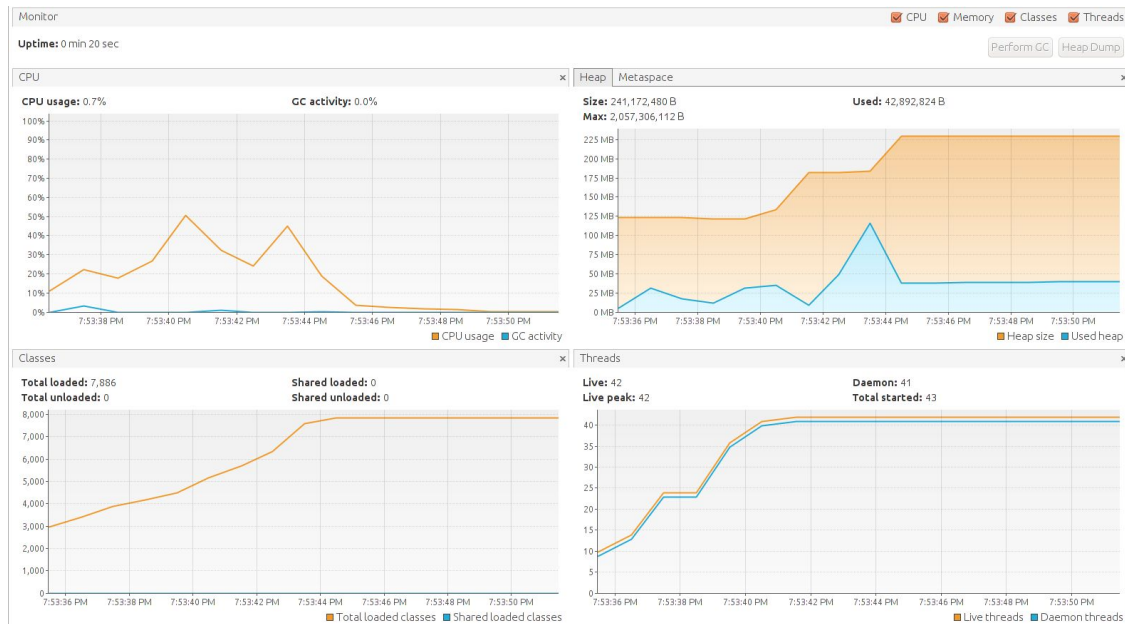 Monitor
CPU Memory Classes Threads
Uptime: 0 min 20 sec
Perform GC Heap Dump
CPU ×
CPU usage: 0.7% GC activity: 0.0%
100%
90%
80%
70%
60%
50%
40%
30%
20%
10%
0%
7:53:38 PM 7:53:40 PM 7:53:42 PM 7:53:44 PM 7:53:46 PM 7:53:48 PM 7:53:50 PM
CPU usage GC activity
Heap Metaspace ×
Size: 241,172,480 B Used: 42,892,824 B
Max: 2,057,306,112 B
225 MB
200 MB
175 MB
150 MB
125 MB
100 MB
75 MB
50 MB
25 MB
0 MB
7:53:36 PM 7:53:38 PM 7:53:40 PM 7:53:42 PM 7:53:44 PM 7:53:46 PM 7:53:48 PM 7:53:50 PM
Heap size Used heap
Classes ×
Total loaded: 7,886 Shared loaded: 0
Total unloaded: 0 Shared unloaded: 0
8,000
7,000
6,000
5,000
4,000
3,000
2,000
1,000
0
7:53:36 PM 7:53:38 PM 7:53:40 PM 7:53:42 PM 7:53:44 PM 7:53:46 PM 7:53:48 PM 7:53:50 PM
Total loaded classes Shared loaded classes
Threads ×
Live: 42 Daemon: 41
Live peak: 42 Total started: 43
40
35
30
25
20
15
10
5
0
7:53:36 PM 7:53:38 PM 7:53:40 PM 7:53:42 PM 7:53:44 PM 7:53:46 PM 7:53:48 PM 7:53:50 PM
Live threads Daemon threads